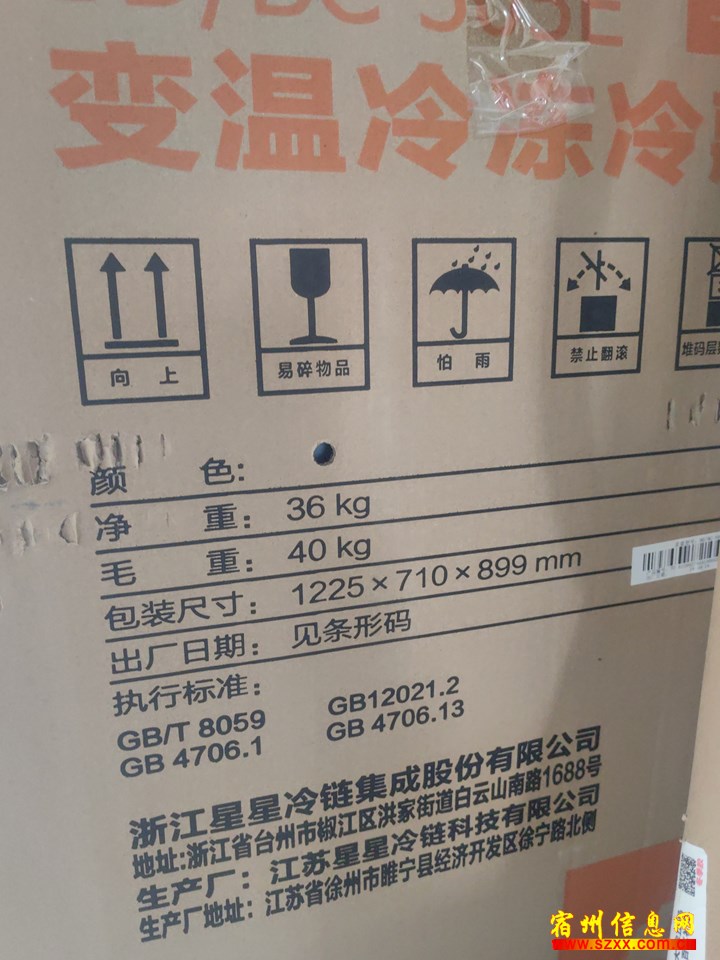 变温冷冻冷
向 上
易碎物品
怕 雨
禁止翻滚
堆码层
颜 色:
净 重: 36 kg
毛 重: 40 kg
包装尺寸: 1225×710×899 mm
出厂日期: 见条形码
执行标准:
GB/T 8059 GB12021.2
GB 4706.1 GB 4706.13
浙江星星冷链集成股份有限公司
地址:浙江省台州市椒江区洪家街道白云山南路1688号
生产厂: 江苏星星冷链科技有限公司
生产厂地址: 江苏省徐州市睢宁县经济开发区徐宁路北侧
宿州信息网
www.szxx.com.cn